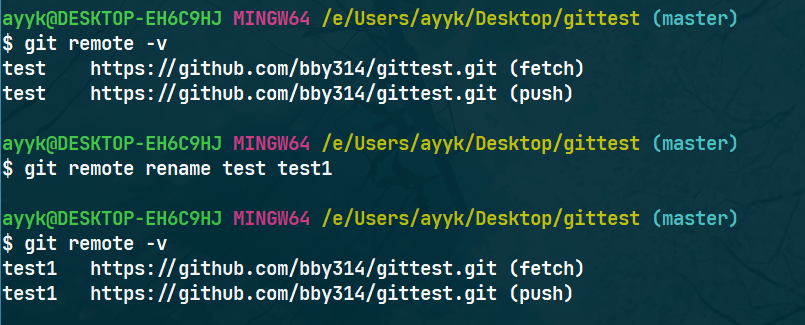 ayyk@DESKTOP-EH6C9HJ MINGW64 /e/Users/ayyk/Desktop/gittest (master)
$ git remote -v
test    https://github.com/bby314/gittest.git (fetch)
test    https://github.com/bby314/gittest.git (push)
ayyk@DESKTOP-EH6C9HJ MINGW64 /e/Users/ayyk/Desktop/gittest (master)
$ git remote rename test test1
ayyk@DESKTOP-EH6C9HJ MINGW64 /e/Users/ayyk/Desktop/gittest (master)
$ git remote -v
test1   https://github.com/bby314/gittest.git (fetch)
test1   https://github.com/bby314/gittest.git (push)